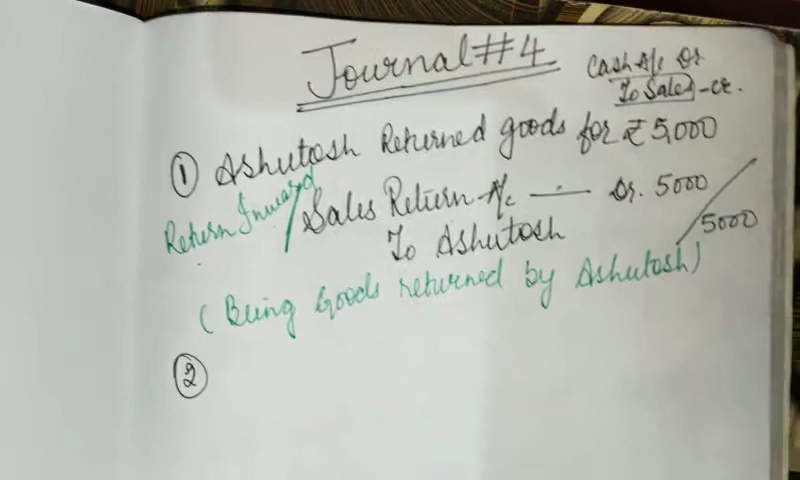 Journal #4
Cash A/c Dr
To Sales - cr.
① Ashutosh Returned goods for ₹ 5,000
Return Inward / Sales Return A/c — Dr. 5000
To Ashutosh 5000
(Being Goods returned by Ashutosh)
②